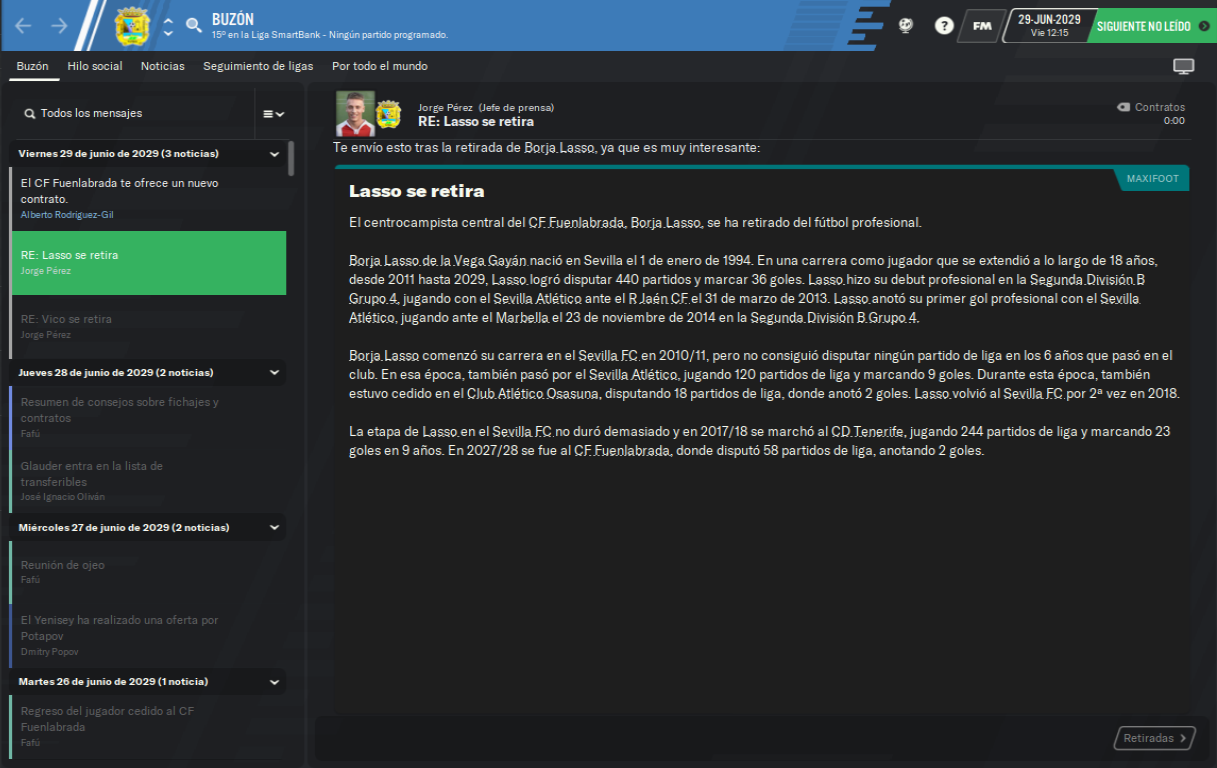 BUZÓN
15º en la Liga SmartBank - Ningún partido programado.
?
FM
29-JUN-2029
Vie 12:15
SIGUIENTE NO LEÍDO
Buzón
Hilo social
Noticias
Seguimiento de ligas
Por todo el mundo
Todos los mensajes
Viernes 29 de junio de 2029 (3 noticias)
El CF Fuenlabrada te ofrece un nuevo
contrato.
Alberto Rodríguez-Gil
RE: Lasso se retira
Jorge Pérez
RE: Vico se retira
Jorge Pérez
Jueves 28 de junio de 2029 (2 noticias)
Resumen de consejos sobre fichajes y
contratos
Fafú
Glauder entra en la lista de
transferibles
José Ignacio Oliván
Miércoles 27 de junio de 2029 (2 noticias)
Reunión de ojeo
Fafú
El Yenisey ha realizado una oferta por
Potapov
Dmitry Popov
Martes 26 de junio de 2029 (1 noticia)
Regreso del jugador cedido al CF
Fuenlabrada
Fafú
Jorge Pérez (Jefe de prensa)
RE: Lasso se retira
Contratos
0:00
Te envío esto tras la retirada de Borja Lasso, ya que es muy interesante:
MAXIFOOT
Lasso se retira
El centrocampista central del CF Fuenlabrada, Borja Lasso, se ha retirado del fútbol profesional.
Borja Lasso de la Vega Gayán nació en Sevilla el 1 de enero de 1994. En una carrera como jugador que se extendió a lo largo de 18 años,
desde 2011 hasta 2029, Lasso logró disputar 440 partidos y marcar 36 goles. Lasso hizo su debut profesional en la Segunda División B
Grupo 4, jugando con el Sevilla Atlético ante el R Jaén CF el 31 de marzo de 2013. Lasso anotó su primer gol profesional con el Sevilla
Atlético, jugando ante el Marbella el 23 de noviembre de 2014 en la Segunda División B Grupo 4.
Borja Lasso comenzó su carrera en el Sevilla FC en 2010/11, pero no consiguió disputar ningún partido de liga en los 6 años que pasó en el
club. En esa época, también pasó por el Sevilla Atlético, jugando 120 partidos de liga y marcando 9 goles. Durante esta época, también
estuvo cedido en el Club Atlético Osasuna, disputando 18 partidos de liga, donde anotó 2 goles. Lasso volvió al Sevilla FC por 2ª vez en 2018.
La etapa de Lasso en el Sevilla FC no duró demasiado y en 2017/18 se marchó al CD Tenerife, jugando 244 partidos de liga y marcando 23
goles en 9 años. En 2027/28 se fue al CF Fuenlabrada, donde disputó 58 partidos de liga, anotando 2 goles.
Retiradas